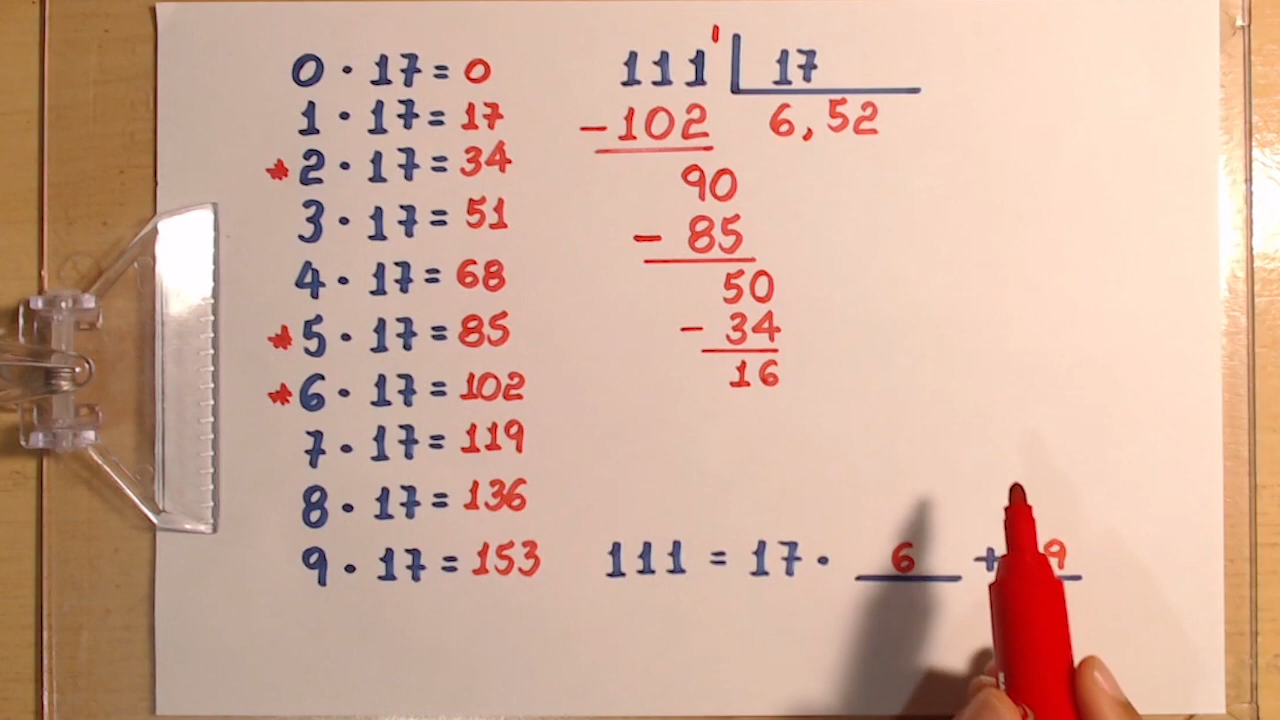 0 · 17 = 0
1 · 17 = 17
* 2 · 17 = 34
3 · 17 = 51
4 · 17 = 68
* 5 · 17 = 85
* 6 · 17 = 102
7 · 17 = 119
8 · 17 = 136
9 · 17 = 153
111' 17
- 102 6,52
90
- 85
50
- 34
16
111 = 17 · 6 + 9